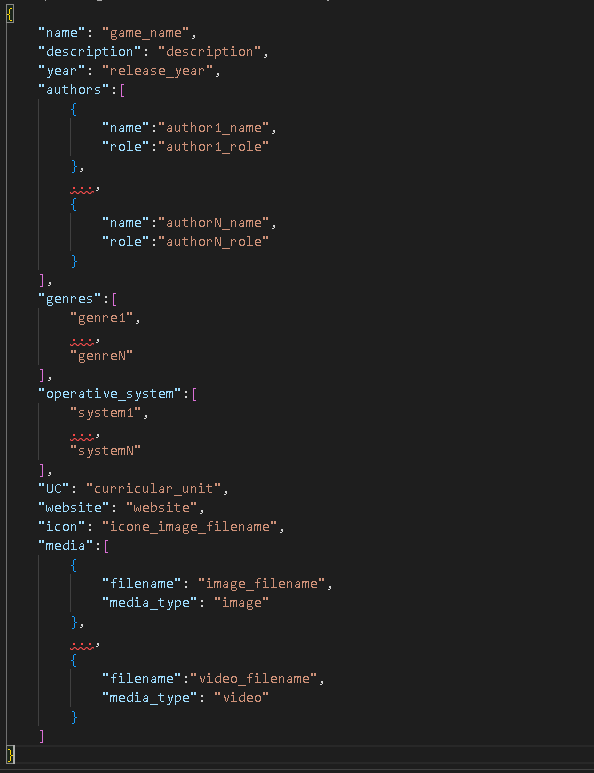 {
"name": "game_name",
"description": "description",
"year": "release_year",
"authors":[
{
"name":"author1_name",
"role":"author1_role"
},
...,
{
"name":"authorN_name",
"role":"authorN_role"
}
],
"genres":[
"genre1",
...,
"genreN"
],
"operative_system":[
"system1",
...,
"systemN"
],
"UC": "curricular_unit",
"website": "website",
"icon": "icone_image_filename",
"media":[
{
"filename": "image_filename",
"media_type": "image"
},
...,
{
"filename":"video_filename",
"media_type": "video"
}
]
}